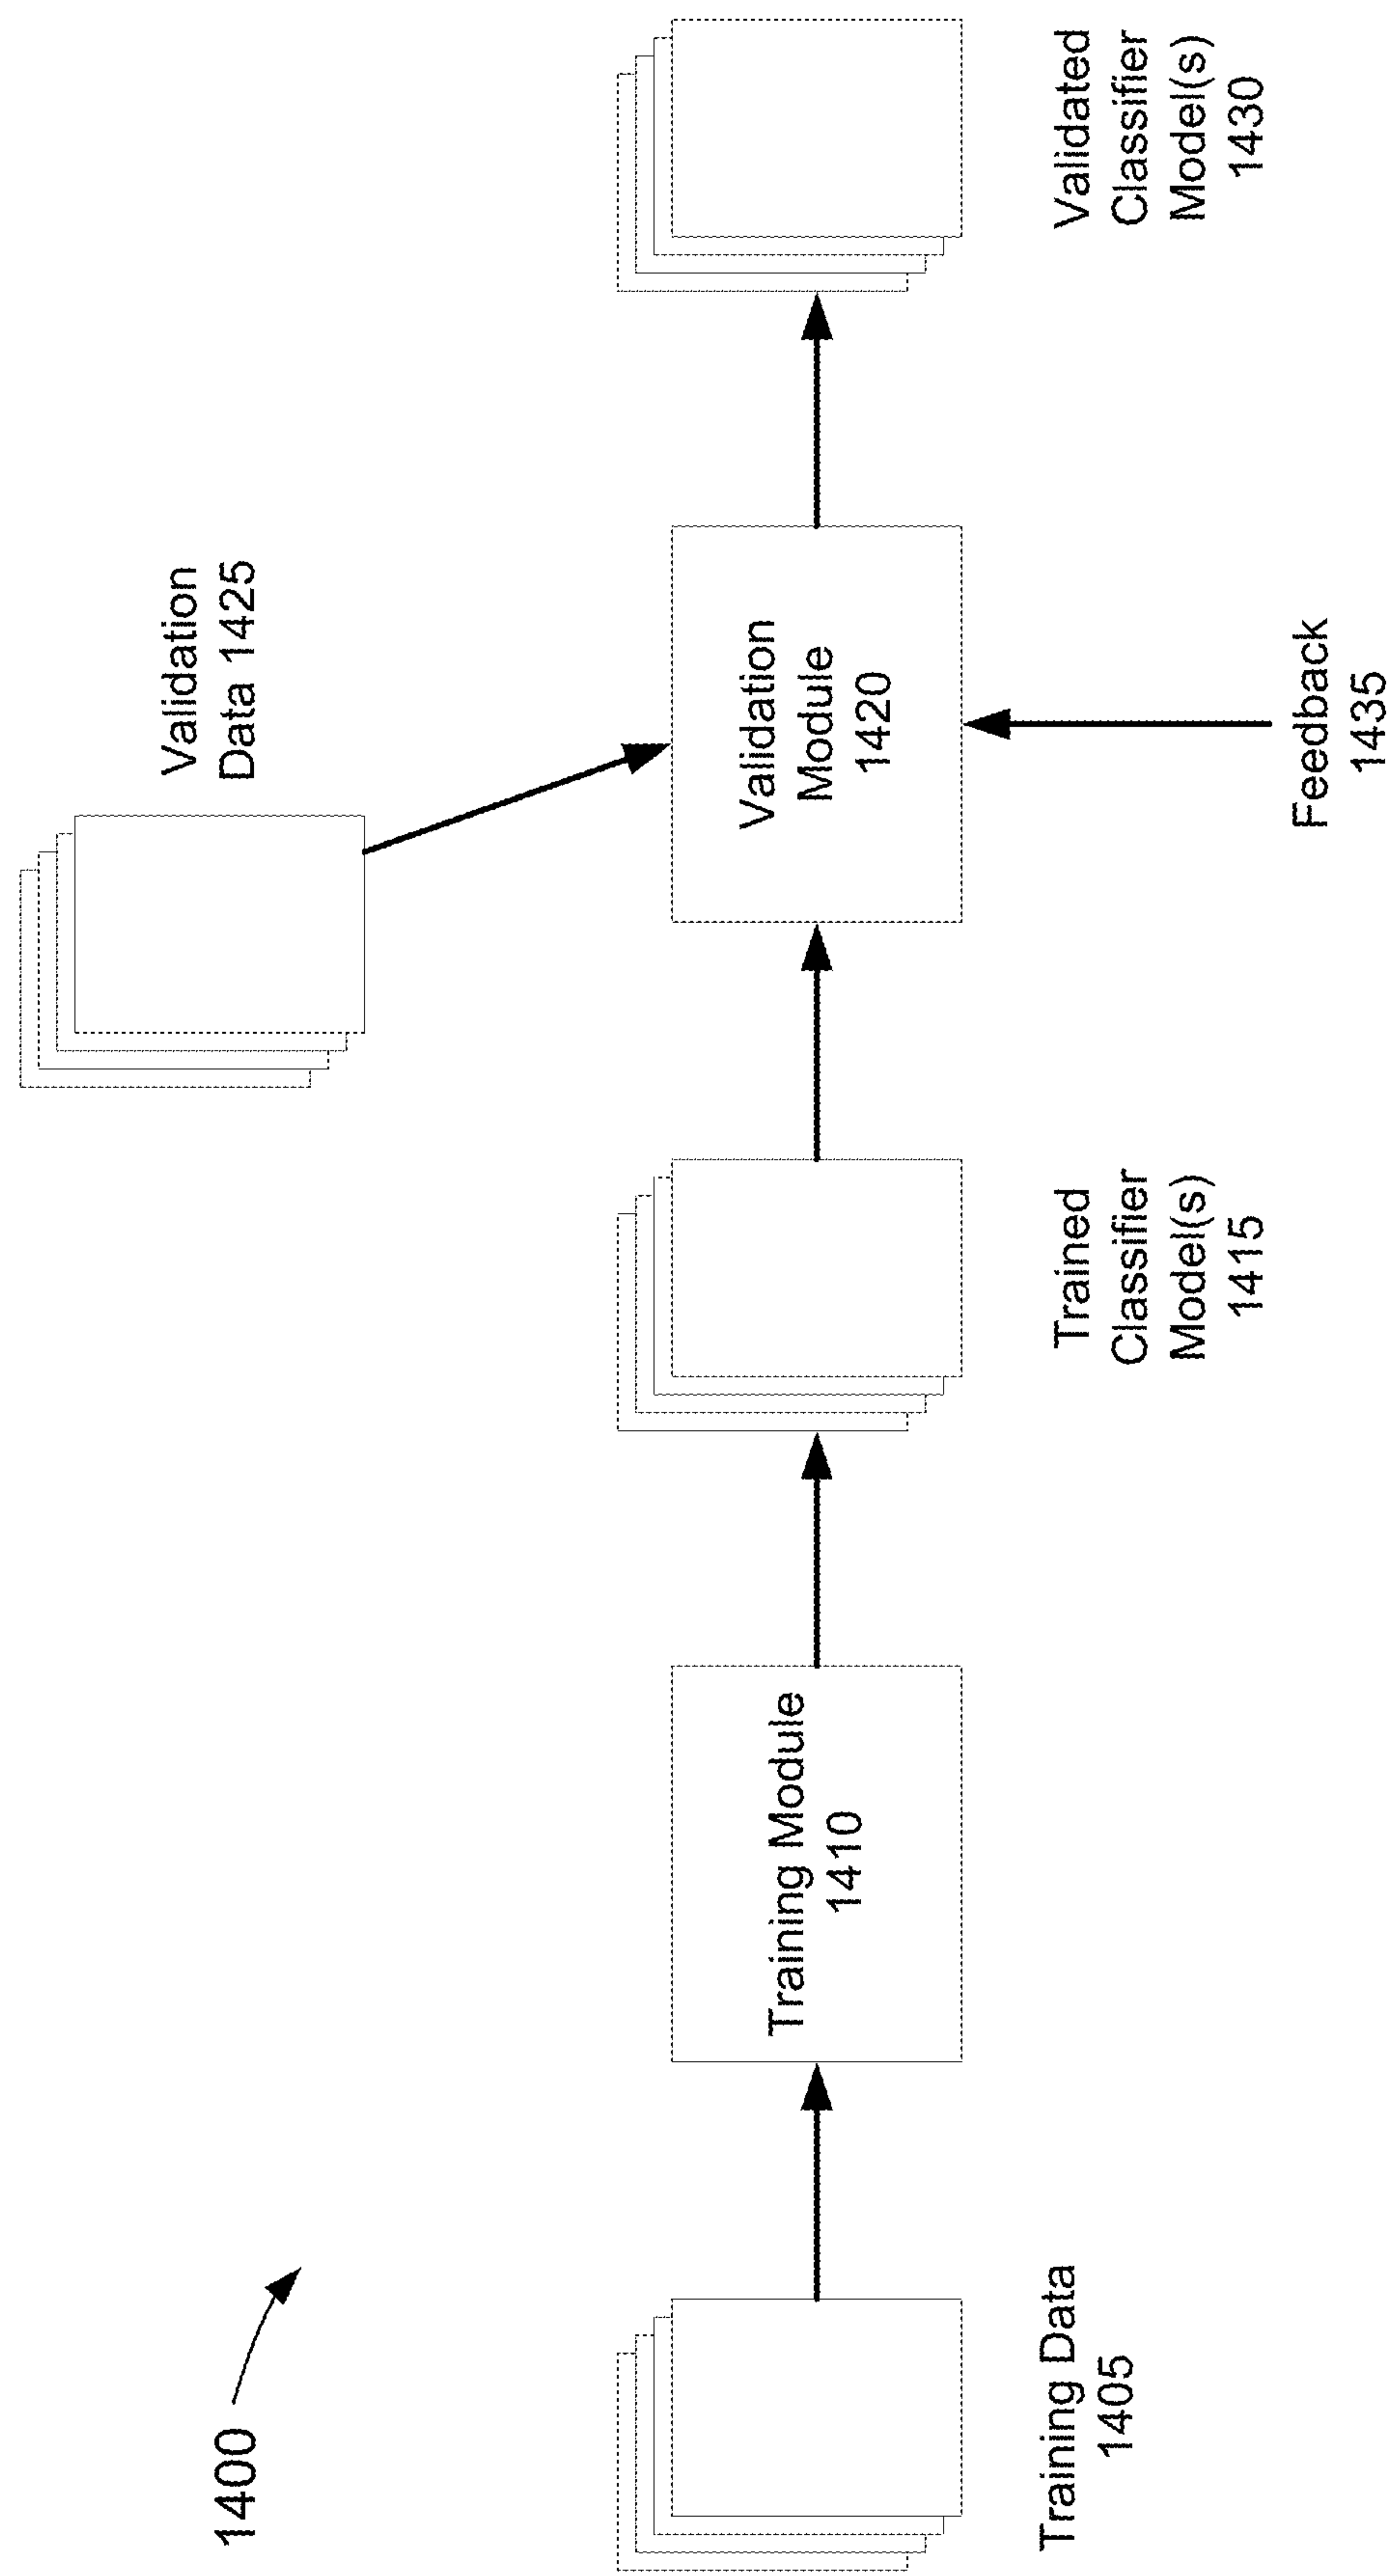 1400
Validation
Data 1425
Training Module
1410
Validation
Module
1420
Training Data
1405
Trained
Classifier
Model(s)
1415
Validated
Classifier
Model(s)
1430
Feedback
1435